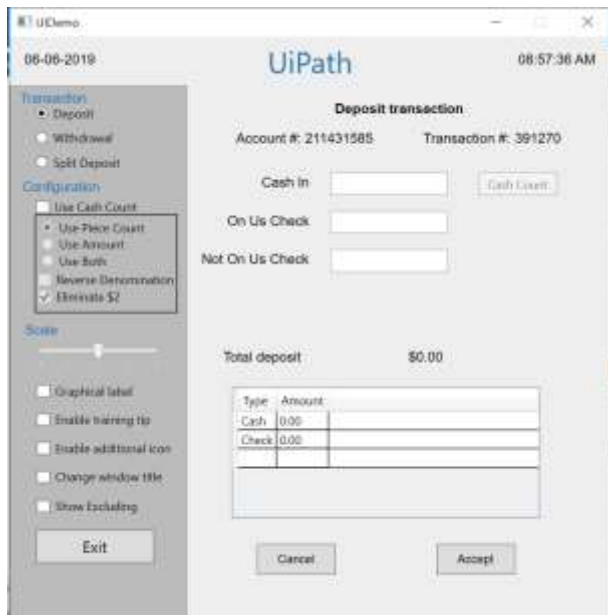 UiDemo
06-06-2019
UiPath
08:57:36 AM
Transaction
Deposit
Withdrawal
Split Deposit
Configuration
Use Cash Count
Use Piece Count
Use Amount
Use Both
Reverse Denomination
Eliminate $2
Scale
Graphical label
Enable training tip
Enable additional icon
Change window title
Show Excluding
Exit
Deposit transaction
Account #: 211431585 Transaction #: 391270
Cash In
Cash Count
On Us Check
Not On Us Check
Total deposit $0.00
Type Amount
Cash 0.00
Check 0.00
Cancel Accept